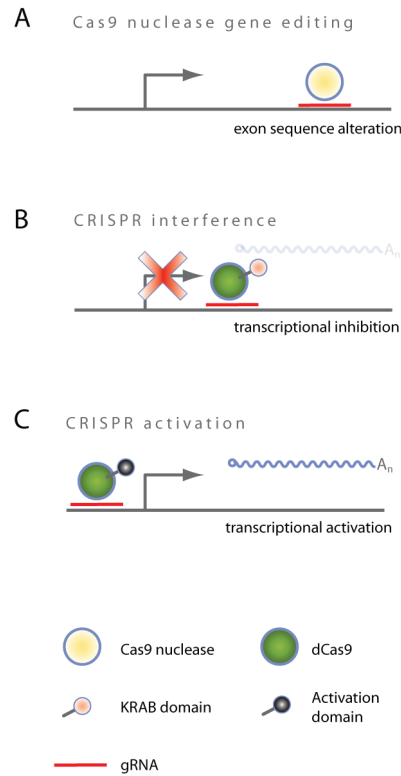 A
Cas9 nuclease gene editing
exon sequence alteration
B
CRISPR interference
An
transcriptional inhibition
C
CRISPR activation
An
transcriptional activation
Cas9 nuclease
dCas9
KRAB domain
Activation
domain
gRNA